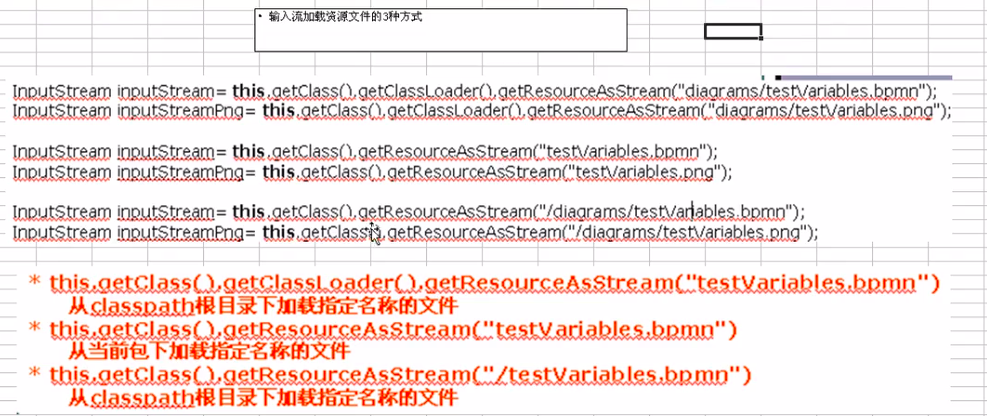 • 输入流加载资源文件的3种方式
InputStream inputStream= this.getClass().getClassLoader().getResourceAsStream("diagrams/testVariables.bpmn");
InputStream inputStreamPng= this.getClass().getClassLoader().getResourceAsStream("diagrams/testVariables.png");
InputStream inputStream= this.getClass().getResourceAsStream("testVariables.bpmn");
InputStream inputStreamPng= this.getClass().getResourceAsStream("testVariables.png");
InputStream inputStream= this.getClass().getResourceAsStream("/diagrams/testVariables.bpmn");
InputStream inputStreamPng= this.getClass().getResourceAsStream("/diagrams/testVariables.png");
* this.getClass().getClassLoader().getResourceAsStream("testVariables.bpmn")
从classpath根目录下加载指定名称的文件
* this.getClass().getResourceAsStream("testVariables.bpmn")
从当前包下加载指定名称的文件
* this.getClass().getResourceAsStream("/testVariables.bpmn")
从classpath根目录下加载指定名称的文件